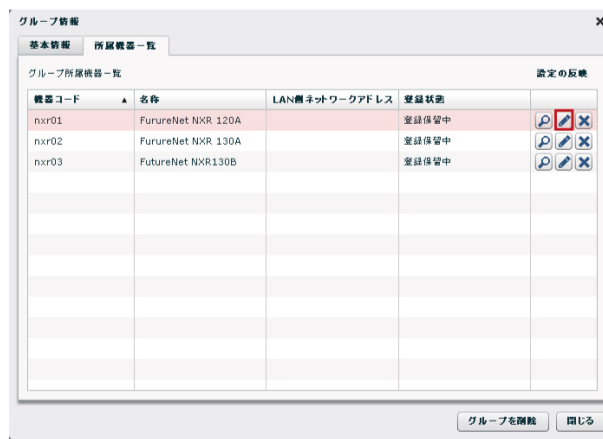 グループ情報
×
基本情報 所属機器一覧
グループ所属機器一覧 設定の反映
機器コード ▲ 名称 LAN側ネットワークアドレス 登録状態
nxr01 FurureNet NXR 120A 登録保留中
nxr02 FurureNet NXR 130A 登録保留中
nxr03 FutureNet NXR130B 登録保留中
グループを削除 閉じる